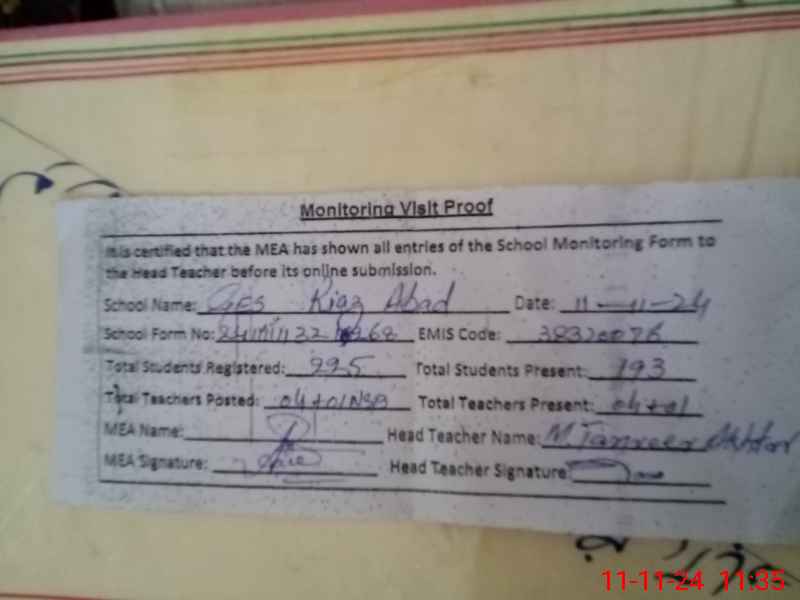 Monitoring Visit Proof
It is certified that the MEA has shown all entries of the School Monitoring Form to
the Head Teacher before its online submission.
School Name: GES Riaz Abad Date: 11-11-24
School Form No: EMIS Code:
Total Students Registered: 225 Total Students Present: 193
Total Teachers Posted: 04+01NSB Total Teachers Present: 04+01
MEA Name: Head Teacher Name: M. Tanveer Akhtar
MEA Signature: Head Teacher Signature
11-11-24 11:35